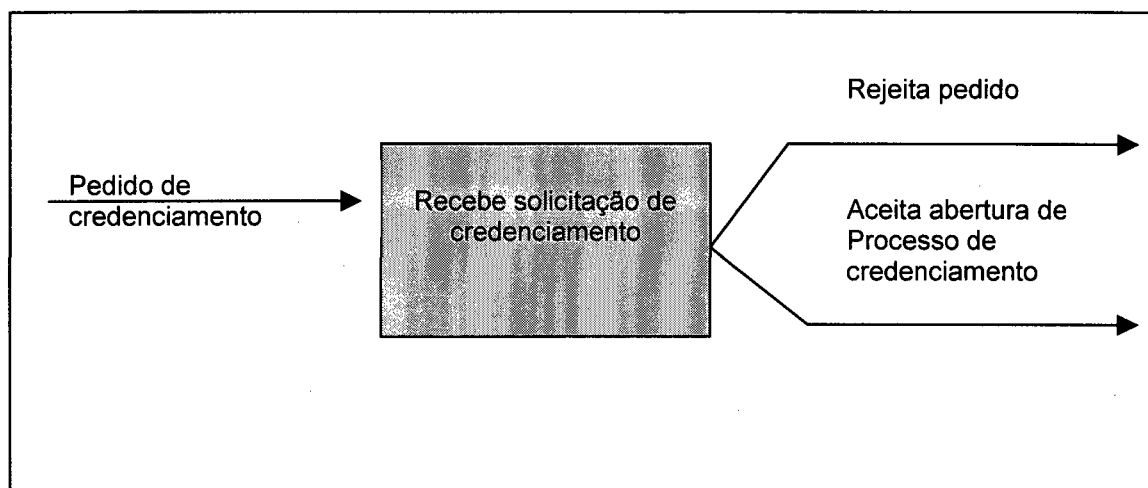 Pedido de
credenciamento
Recebe solicitação de
credenciamento
Rejeita pedido
Aceita abertura de
Processo de
credenciamento